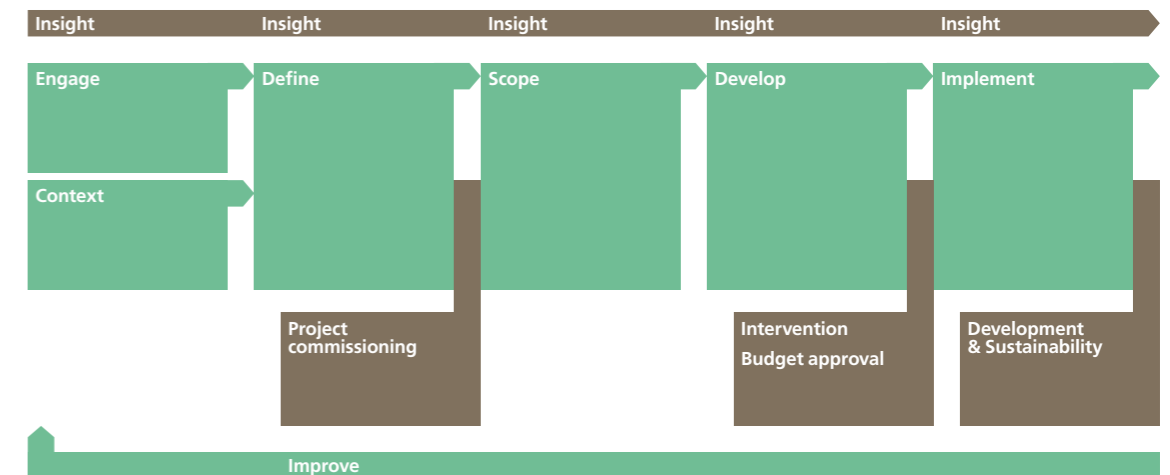 Insight Insight Insight Insight Insight
Engage Define Scope Develop Implement
Context
Project
commissioning
Intervention
Budget approval
Development
& Sustainability
Improve